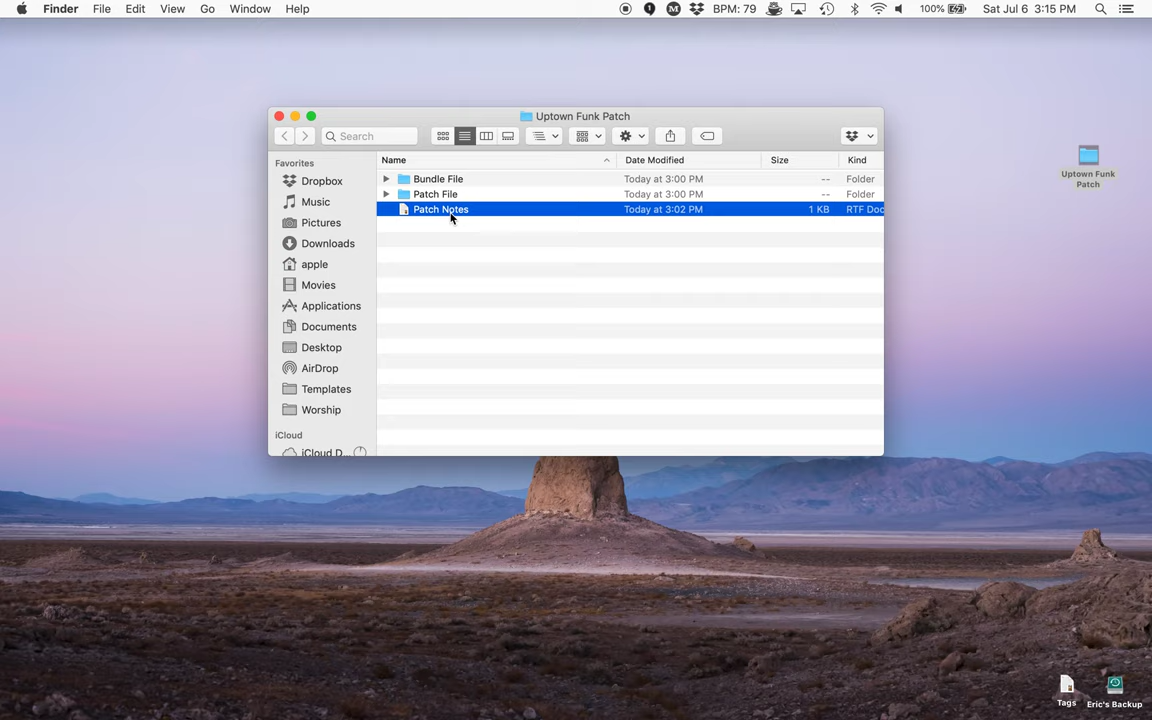 Finder File Edit View Go Window Help BPM: 79 100% Sat Jul 6 3:15 PM
Uptown Funk Patch
Search
Name Date Modified Size Kind
Favorites
Dropbox
Music
Pictures
Downloads
apple
Movies
Applications
Documents
Desktop
AirDrop
Templates
Worship
iCloud
iCloud D...
Bundle File Today at 3:00 PM -- Folder
Patch File Today at 3:00 PM -- Folder
Patch Notes Today at 3:02 PM 1 KB RTF Doc
Uptown Funk
Patch
Tags
Eric's Backup